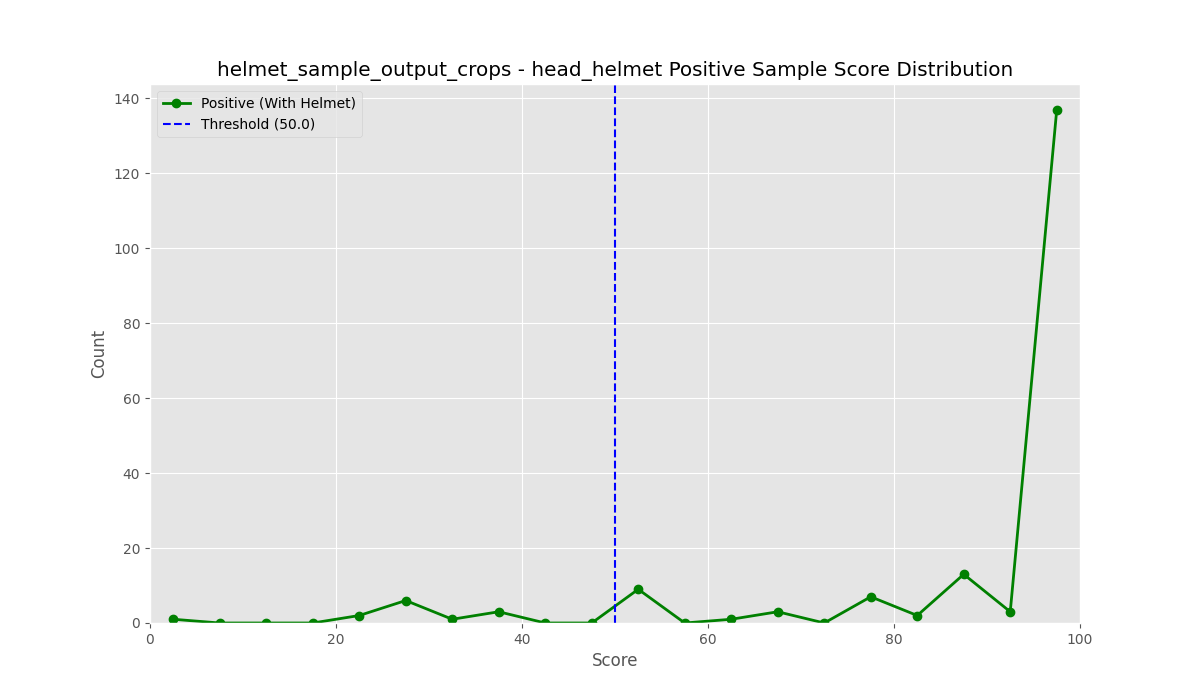 helmet_sample_output_crops - head_helmet Positive Sample Score Distribution
Positive (With Helmet)
Threshold (50.0)
140
120
100
80
60
40
20
0
Count
0 20 40 60 80 100
Score